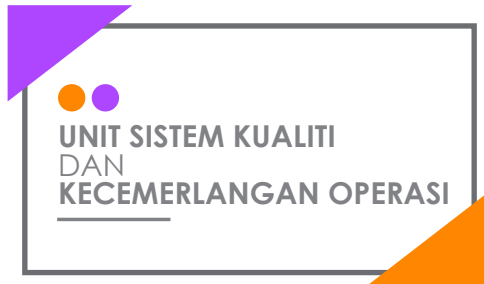 UNIT SISTEM KUALITI
DAN
KECEMERLANGAN OPERASI